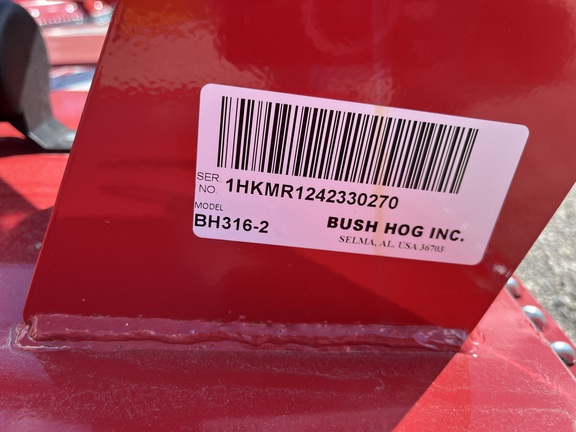 SER.
NO. 1HKMR1242330270
MODEL
BH316-2
BUSH HOG INC.
SELMA, AL. USA 36703